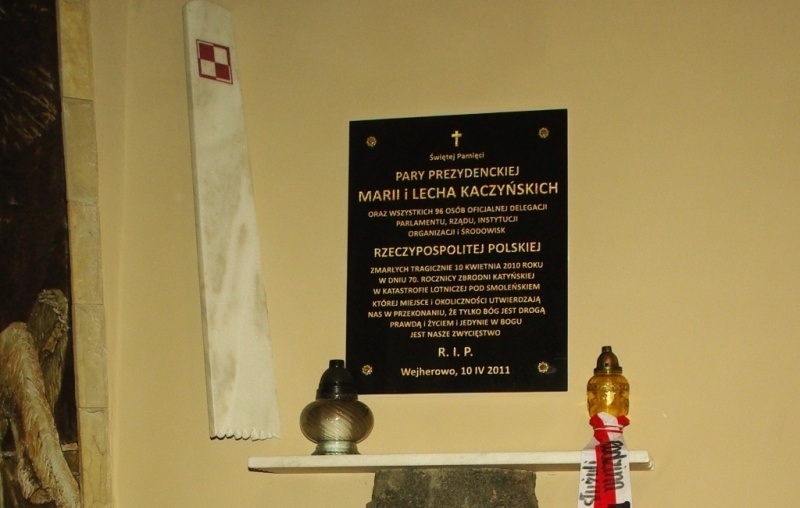 Świętej Pamięci
PARY PREZYDENCKIEJ
MARII i LECHA KACZYŃSKICH
ORAZ WSZYSTKICH 96 OSÓB OFICJALNEJ DELEGACJI
PARLAMENTU, RZĄDU, INSTYTUCJI
ORGANIZACJI i ŚRODOWISK
RZECZYPOSPOLITEJ POLSKIEJ
ZMARŁYCH TRAGICZNIE 10 KWIETNIA 2010 ROKU
W DNIU 70. ROCZNICY ZBRODNI KATYŃSKIEJ
W KATASTROFIE LOTNICZEJ POD SMOLEŃSKIEM
KTÓREJ MIEJSCE i OKOLICZNOŚCI UTWIERDZAJĄ
NAS W PRZEKONANIU, ŻE TYLKO BÓG JEST DROGĄ
PRAWDĄ i ŻYCIEM i JEDYNIE W BOGU
JEST NASZE ZWYCIĘSTWO
R. I. P.
Wejherowo, 10 IV 2011